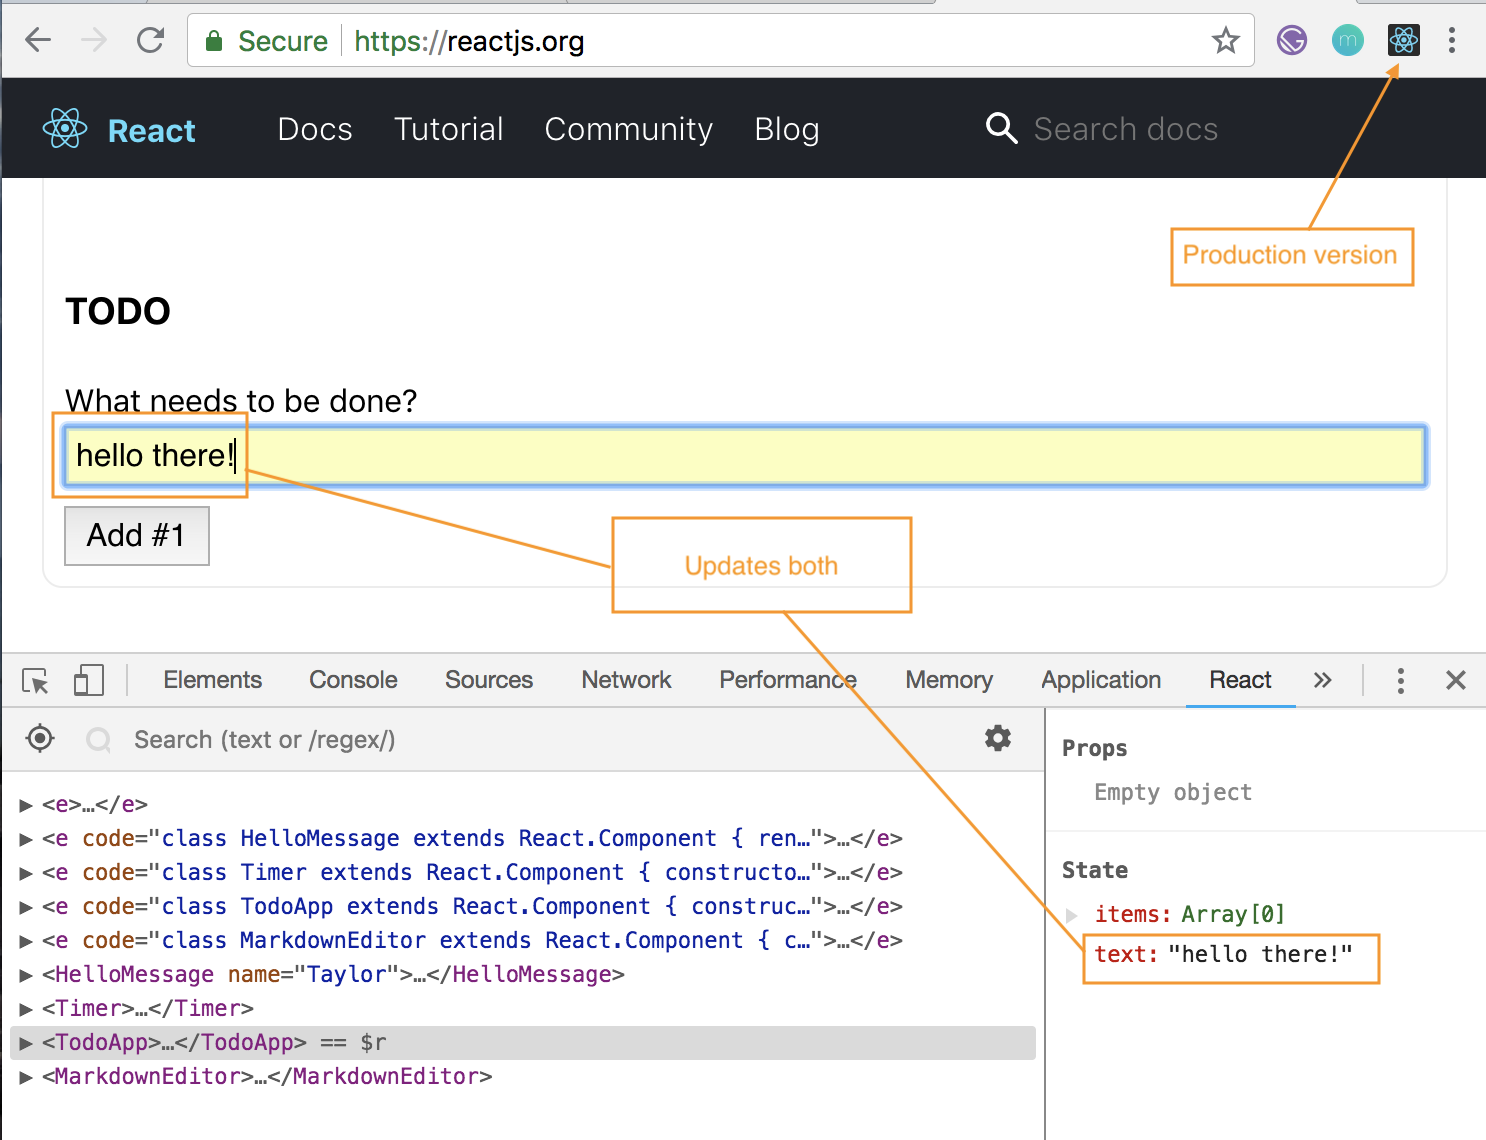 Secure https://reactjs.org
m
React Docs Tutorial Community Blog Search docs
Production version
TODO
What needs to be done?
hello there!
Add #1
Updates both
Elements Console Sources Network Performance Memory Application React »
Search (text or /regex/)
▶ <e>…</e>
▶ <e code="class HelloMessage extends React.Component { ren…">…</e>
▶ <e code="class Timer extends React.Component { constructo…">…</e>
▶ <e code="class TodoApp extends React.Component { construc…">…</e>
▶ <e code="class MarkdownEditor extends React.Component { c…">…</e>
▶ <HelloMessage name="Taylor">…</HelloMessage>
▶ <Timer>…</Timer>
▶ <TodoApp>…</TodoApp> == $r
▶ <MarkdownEditor>…</MarkdownEditor>
Props
Empty object
State
▶ items: Array[0]
text: "hello there!"